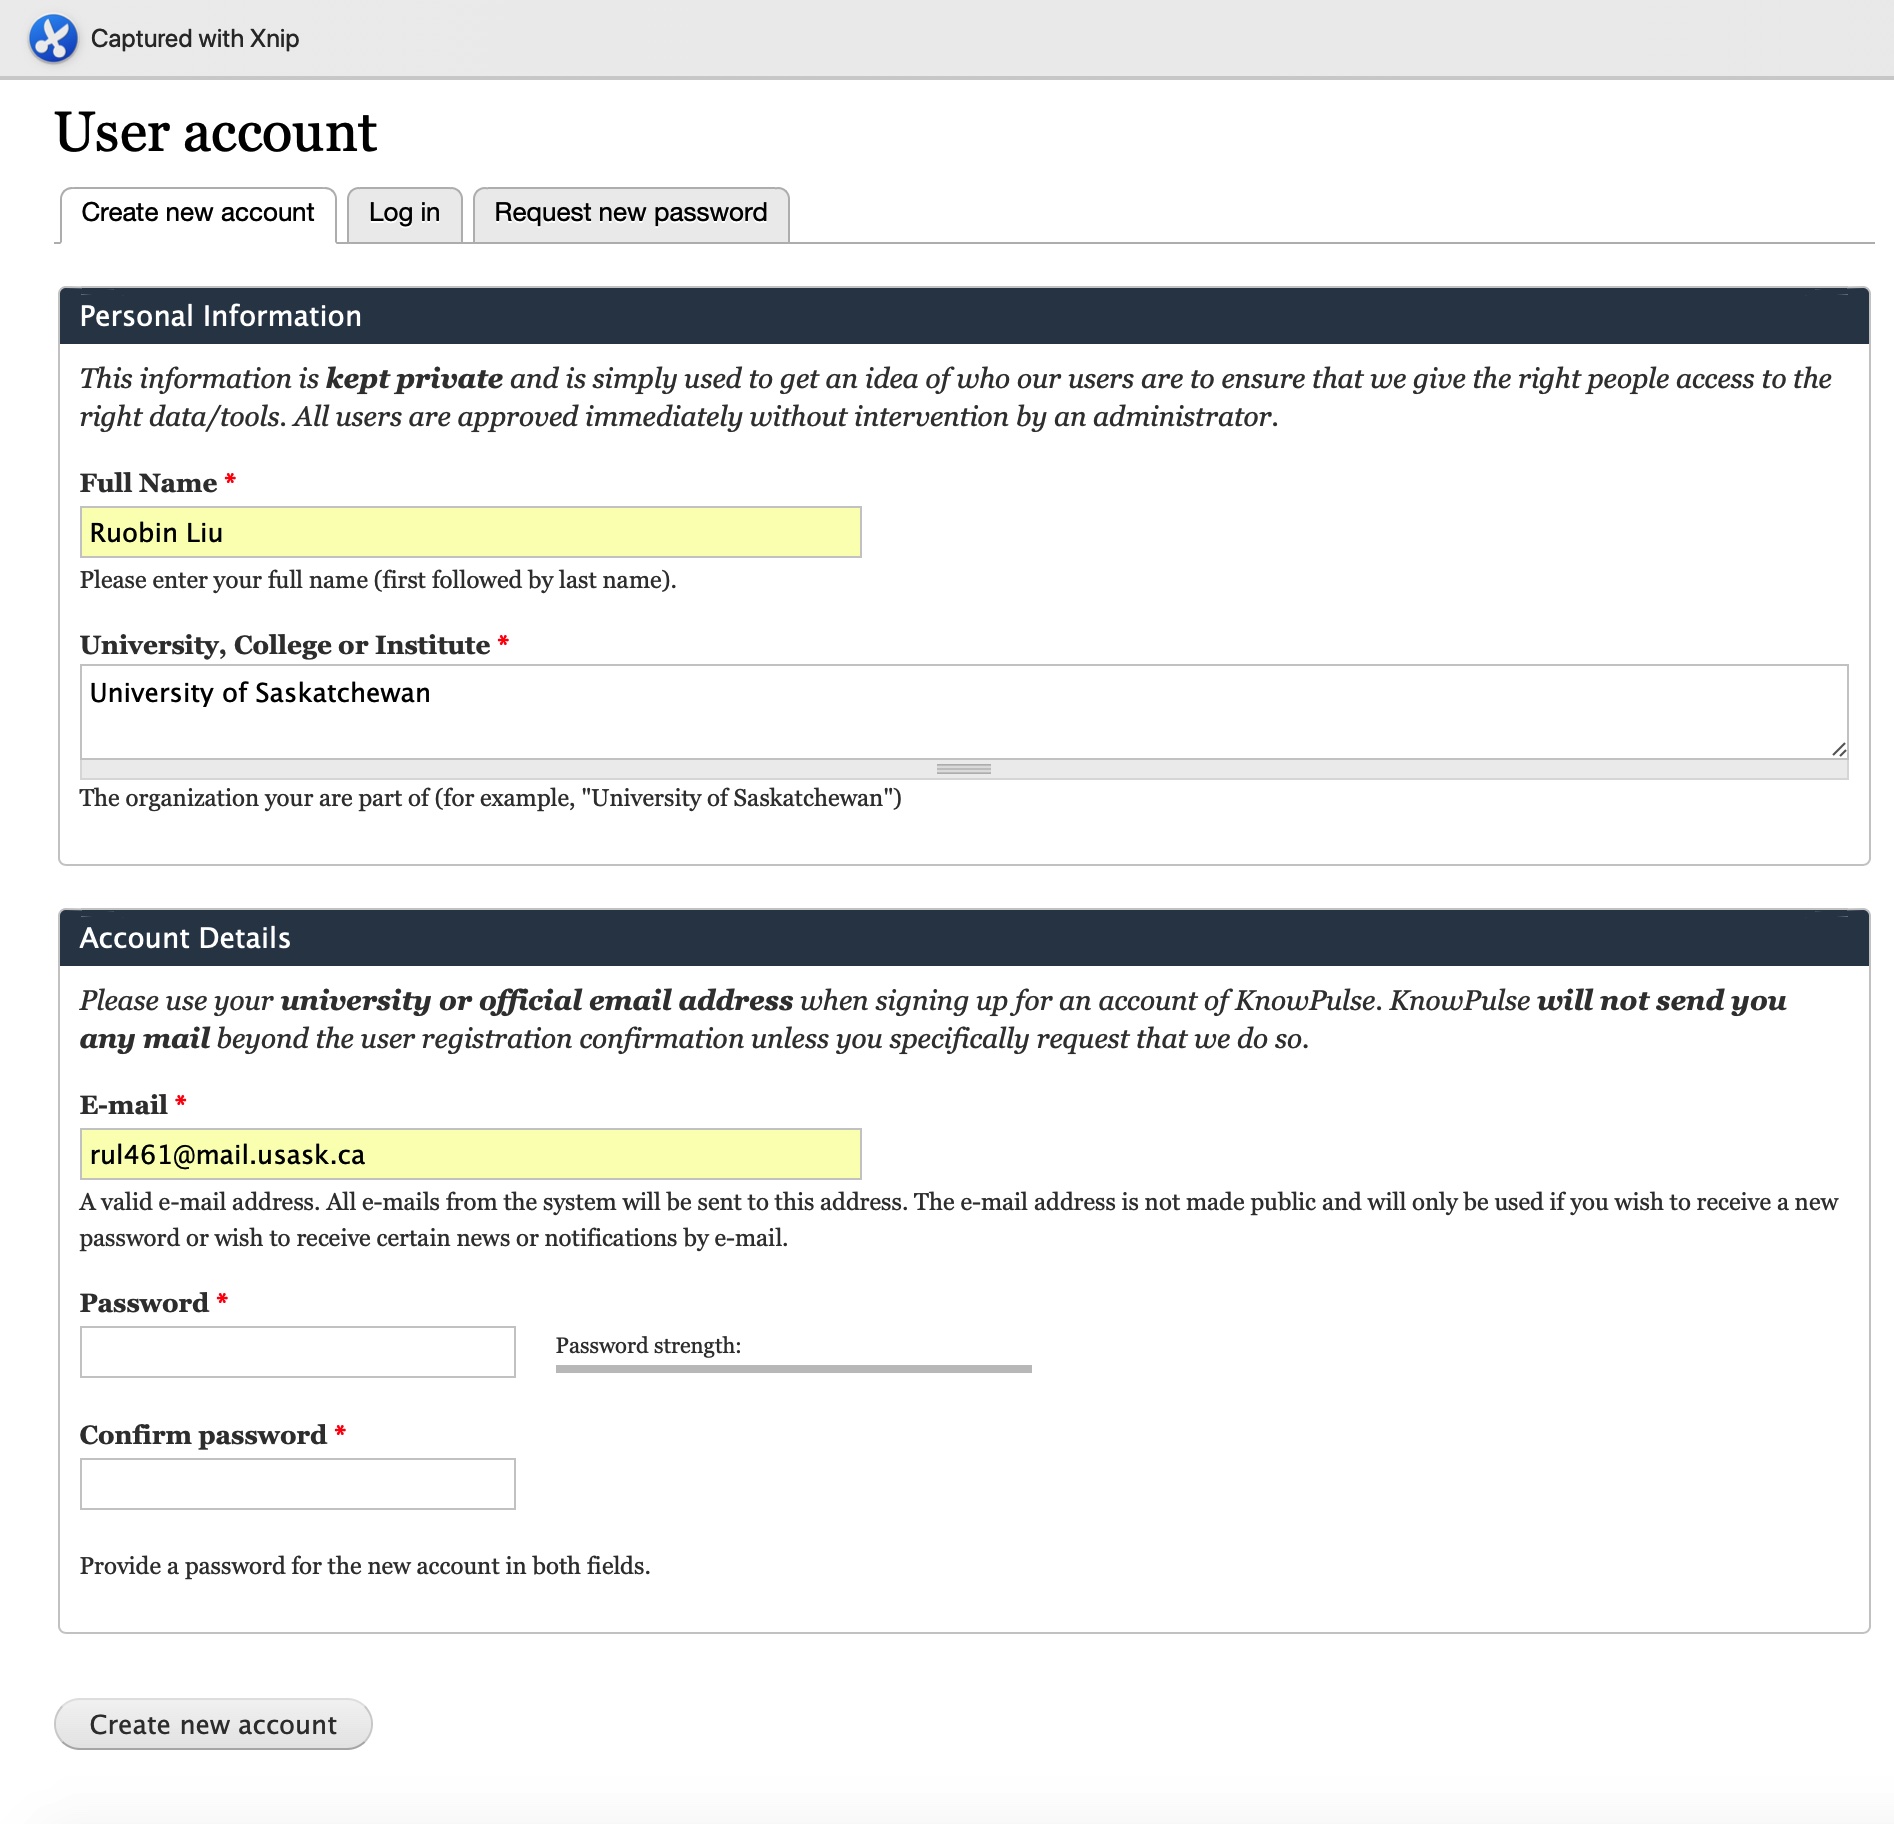 Captured with Xnip
User account
Create new account
Log in
Request new password
Personal Information
This information is kept private and is simply used to get an idea of who our users are to ensure that we give the right people access to the
right data/tools. All users are approved immediately without intervention by an administrator.
Full Name *
Ruobin Liu
Please enter your full name (first followed by last name).
University, College or Institute *
University of Saskatchewan
The organization your are part of (for example, "University of Saskatchewan")
Account Details
Please use your university or official email address when signing up for an account of KnowPulse. KnowPulse will not send you
any mail beyond the user registration confirmation unless you specifically request that we do so.
E-mail *
rul461@mail.usask.ca
A valid e-mail address. All e-mails from the system will be sent to this address. The e-mail address is not made public and will only be used if you wish to receive a new
password or wish to receive certain news or notifications by e-mail.
Password *
Password strength:
Confirm password *
Provide a password for the new account in both fields.
Create new account